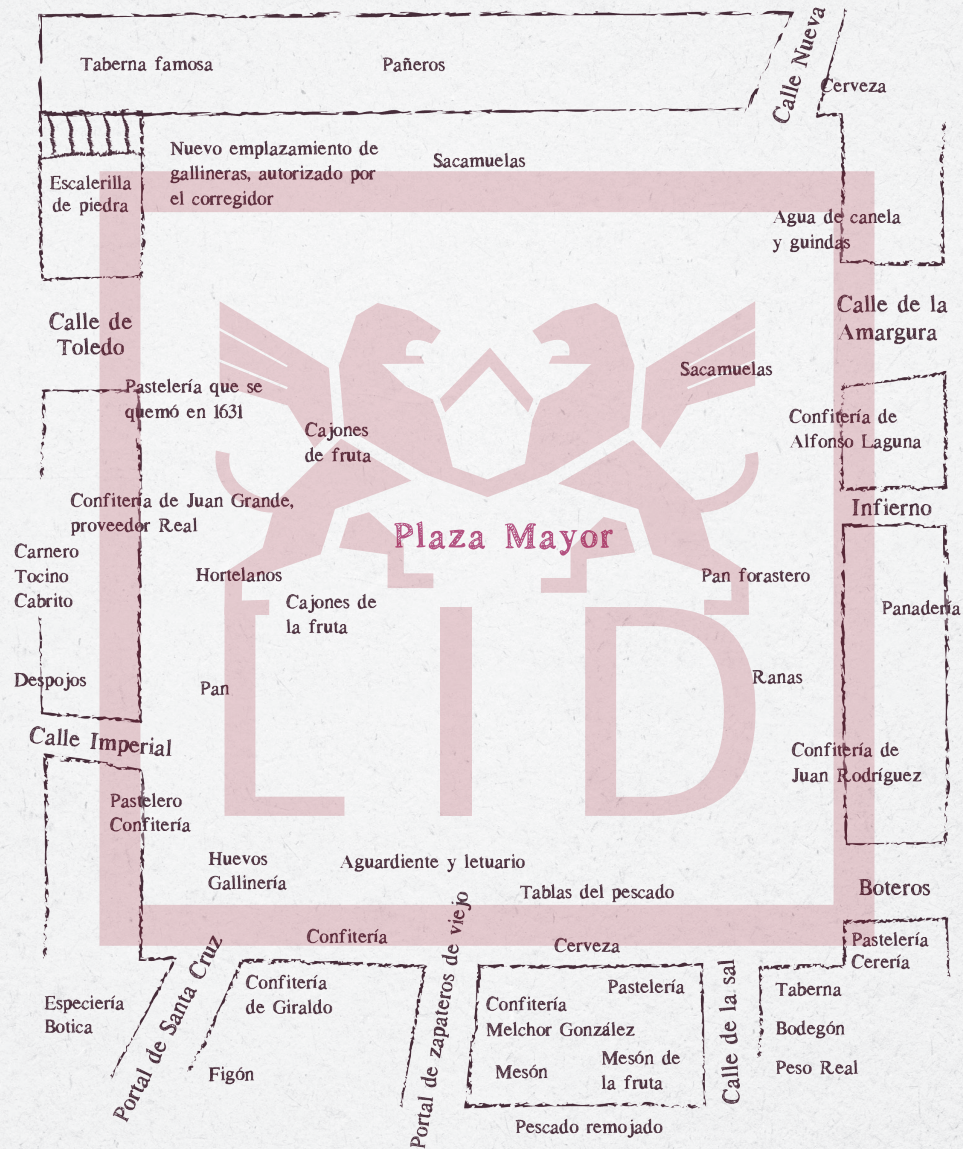 Taberna famosa
Pañeros
Calle Nueva
Cerveza
Nuevo emplazamiento de
gallineras, autorizado por
el corregidor
Sacamuelas
Escalerilla
de piedra
Agua de canela
y guindas
Calle de
Toledo
Calle de la
Amargura
Sacamuelas
Pastelería que se
quemó en 1631
Cajones
de fruta
Confitería de
Alfonso Laguna
Confitería de Juan Grande,
proveedor Real
Infierno
Plaza Mayor
Carnero
Tocino
Cabrito
Hortelanos
Cajones de
la fruta
Pan forastero
Panadería
Despojos
Pan
Ranas
Calle Imperial
Confitería de
Juan Rodríguez
Pastelero
Confitería
LID
Huevos
Gallinería
Aguardiente y letuario
Tablas del pescado
Boteros
Confitería
Cerveza
Pastelería
Cerería
Portal de Santa Cruz
Portal de zapateros de viejo
Calle de la sal
Especiería
Botica
Confitería
de Giraldo
Figón
Pastelería
Confitería
Melchor González
Mesón
Mesón de
la fruta
Taberna
Bodegón
Peso Real
Pescado remojado